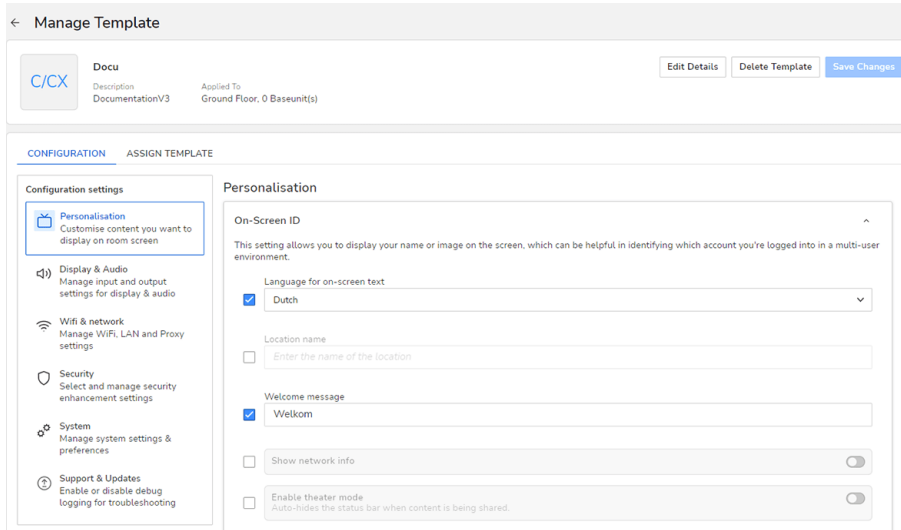 Manage Template
C/CX
Docu
Description
DocumentationV3
Applied To
Ground Floor, 0 Baseunit(s)
Edit Details
Delete Template
Save Changes
CONFIGURATION
ASSIGN TEMPLATE
Configuration settings
Personalisation
Customise content you want to
display on room screen
Display & Audio
Manage input and output
settings for display & audio
Wifi & network
Manage WiFi, LAN and Proxy
settings
Security
Select and manage security
enhancement settings
System
Manage system settings &
preferences
Support & Updates
Enable or disable debug
logging for troubleshooting
Personalisation
On-Screen ID
This setting allows you to display your name or image on the screen, which can be helpful in identifying which account you're logged into in a multi-user
environment.
Language for on-screen text
Dutch
Location name
Enter the name of the location
Welcome message
Welkom
Show network info
Enable theater mode
Auto-hides the status bar when content is being shared.